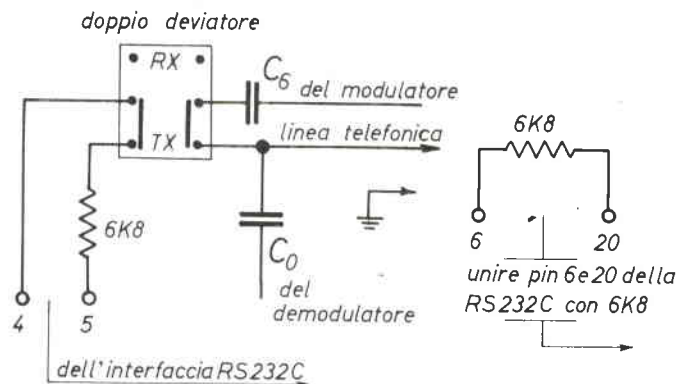 doppio deviatore
RX
C6 del modulatore
TX
linea telefonica
6K8
6K8
C0
6
20
del
demodulatore
unire pin 6 e 20 della
RS232C con 6K8
4
5
dell'interfaccia RS232C